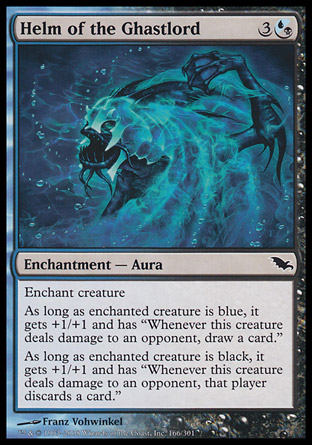 Helm of the Ghastlord 3
Enchantment — Aura
Enchant creature
As long as enchanted creature is blue, it
gets +1/+1 and has “Whenever this creature
deals damage to an opponent, draw a card.”
As long as enchanted creature is black, it
gets +1/+1 and has “Whenever this creature
deals damage to an opponent, that player
discards a card.”
Franz Vohwinkel
166/301